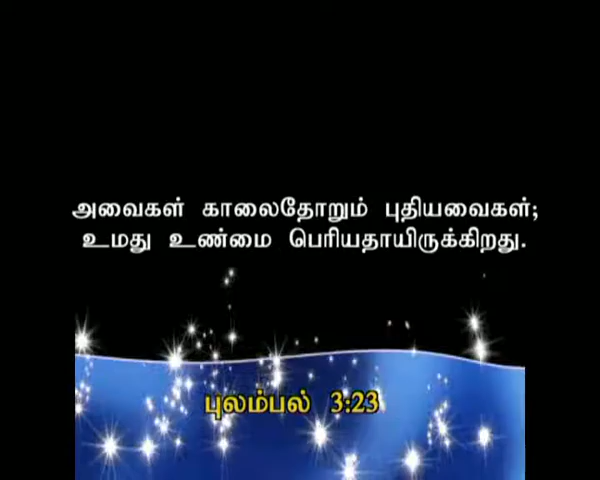 அவைகள் காலைதோறும் புதியவைகள்;
உமது உண்மை பெரியதாயிருக்கிறது.
புலம்பல் 3:23